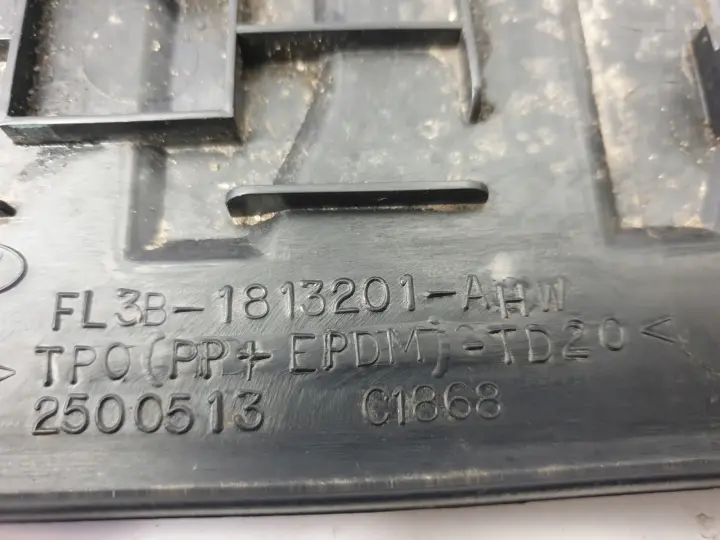 FL3B-1813201-AHW
>TPO(PP+EPDM)-TD20<
2500513 C1868